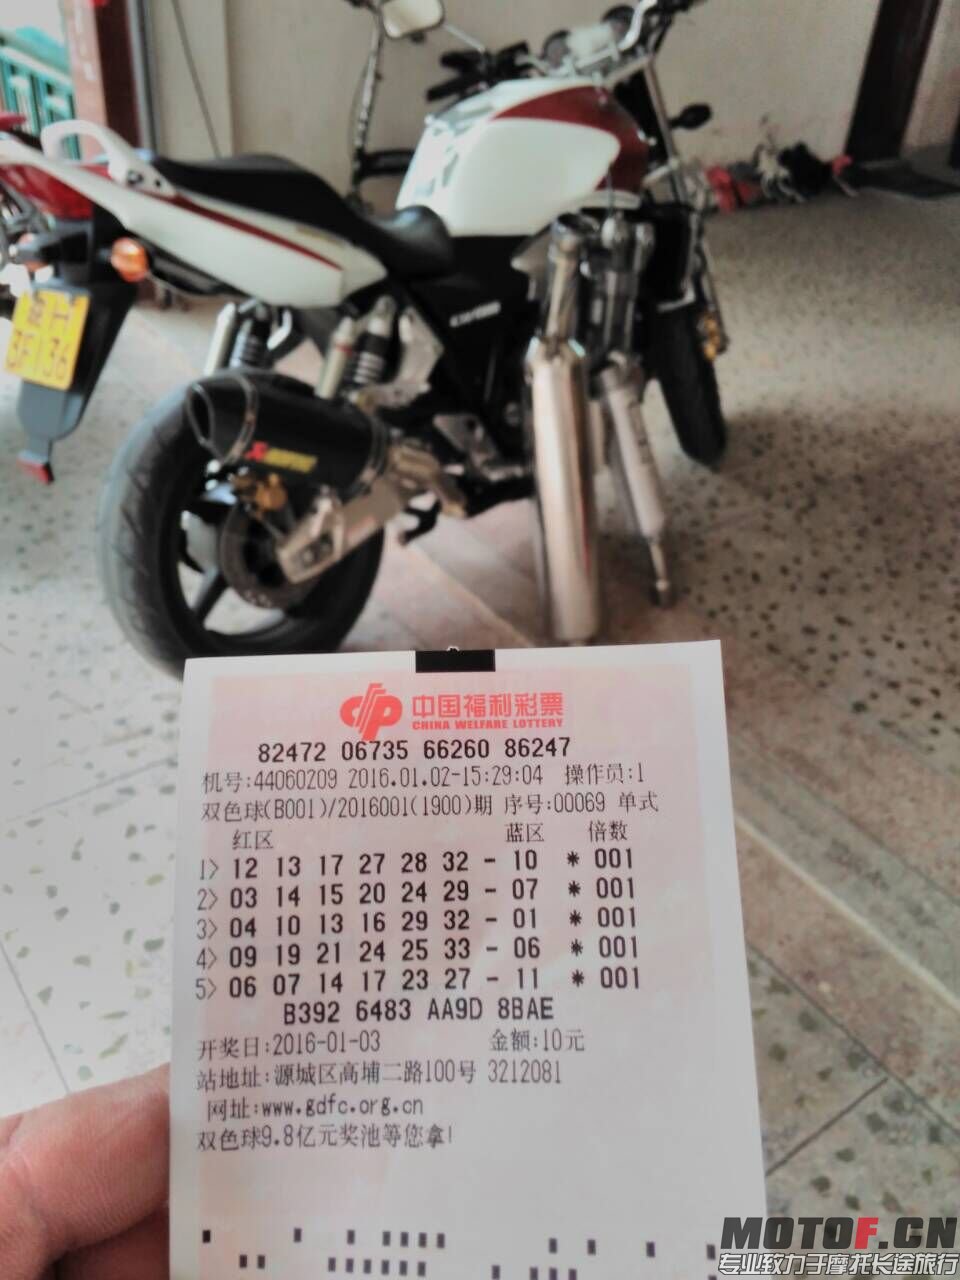 中国福利彩票
CHINA WELFARE LOTTERY
82472 06735 66260 86247
机号:44060209 2016.01.02-15:29:04 操作员:1
双色球(B001)/2016001(1900)期 序号:00069 单式
红区 蓝区 倍数
1> 12 13 17 27 28 32 - 10 * 001
2> 03 14 15 20 24 29 - 07 * 001
3> 04 10 13 16 29 32 - 01 * 001
4> 09 19 21 24 25 33 - 06 * 001
5> 06 07 14 17 23 27 - 11 * 001
B392 6483 AA9D 8BAE
开奖日:2016-01-03 金额:10元
站地址:源城区高埔二路100号 3212081
网址:www.gdfc.org.cn
双色球9.8亿元奖池等您拿!
MOTOF.CN
专业致力于摩托长途旅行